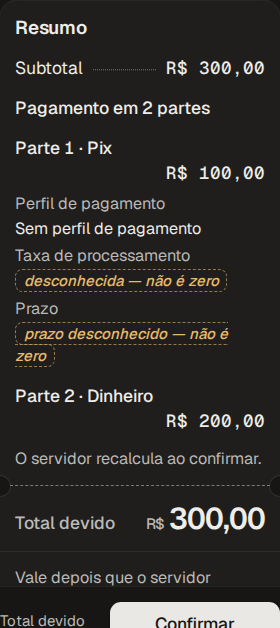 Resumo
Subtotal R$ 300,00
Pagamento em 2 partes
Parte 1 · Pix
R$ 100,00
Perfil de pagamento
Sem perfil de pagamento
Taxa de processamento
desconhecida — não é zero
Prazo
prazo desconhecido — não é
zero
Parte 2 · Dinheiro
R$ 200,00
O servidor recalcula ao confirmar.
Total devido R$ 300,00
Vale depois que o servidor
Total devido
Confirmar